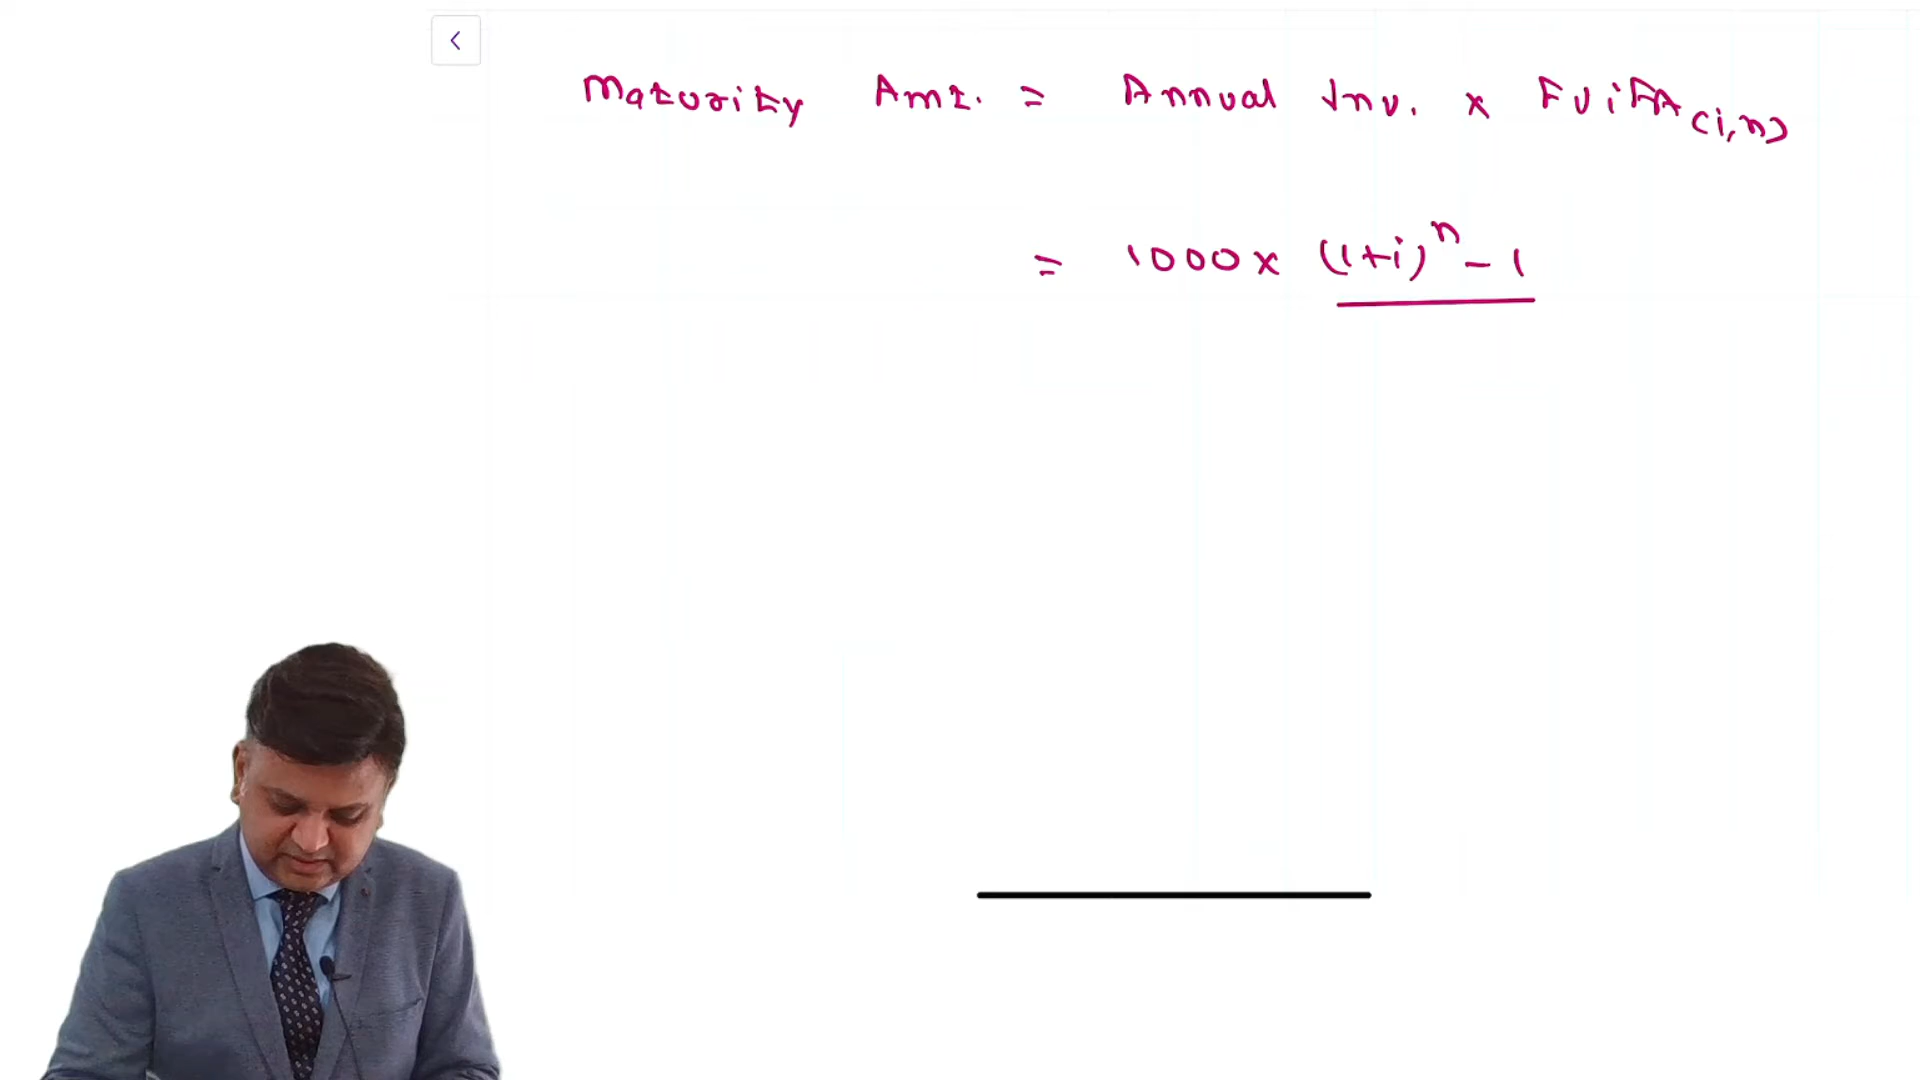 Maturity Amt. = Annual Inv. x FViFA(i,n)
= 1000 x (1+i)^n - 1